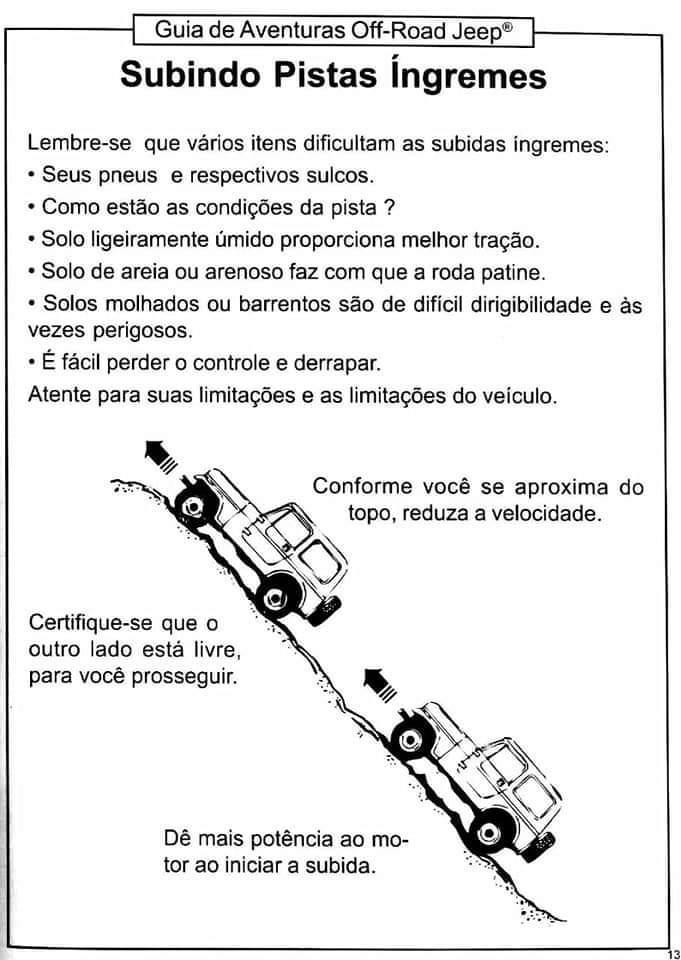 Guia de Aventuras Off-Road Jeep®
Subindo Pistas Íngremes
Lembre-se que vários itens dificultam as subidas íngremes:
• Seus pneus e respectivos sulcos.
• Como estão as condições da pista ?
• Solo ligeiramente úmido proporciona melhor tração.
• Solo de areia ou arenoso faz com que a roda patine.
• Solos molhados ou barrentos são de difícil dirigibilidade e às
vezes perigosos.
• É fácil perder o controle e derrapar.
Atente para suas limitações e as limitações do veículo.
Conforme você se aproxima do
topo, reduza a velocidade.
Certifique-se que o
outro lado está livre,
para você prosseguir.
Dê mais potência ao mo-
tor ao iniciar a subida.
13